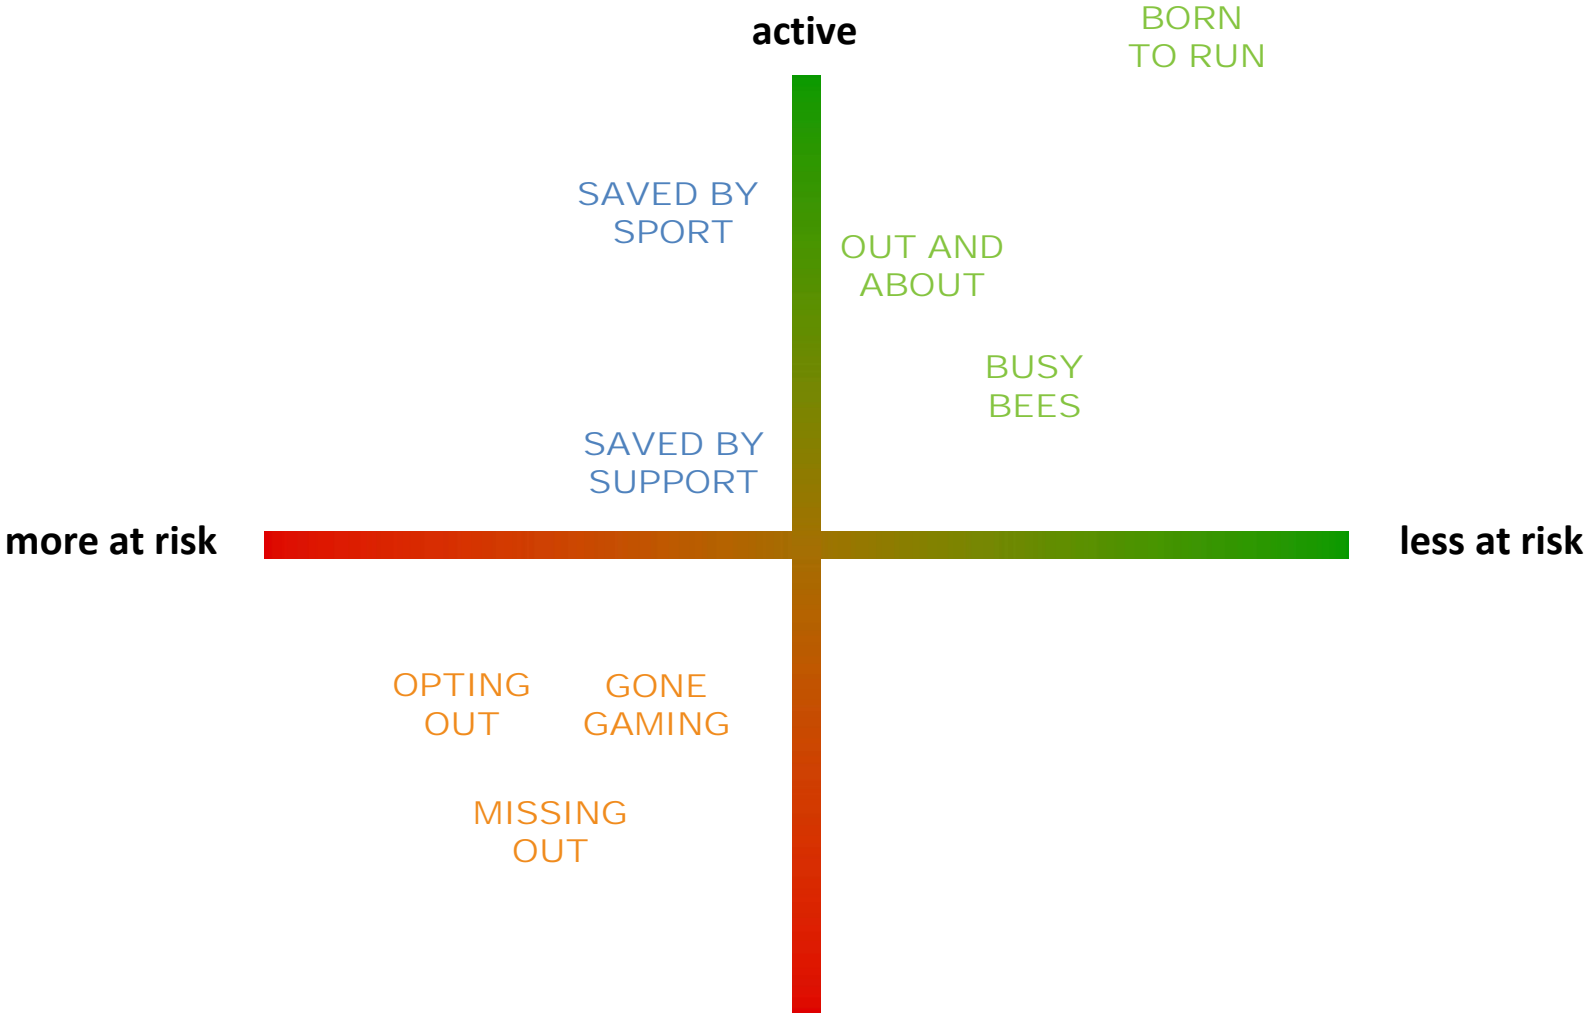 active
BORN
TO RUN
SAVED BY
SPORT
OUT AND
ABOUT
BUSY
BEES
SAVED BY
SUPPORT
more at risk
less at risk
OPTING
OUT
GONE
GAMING
MISSING
OUT